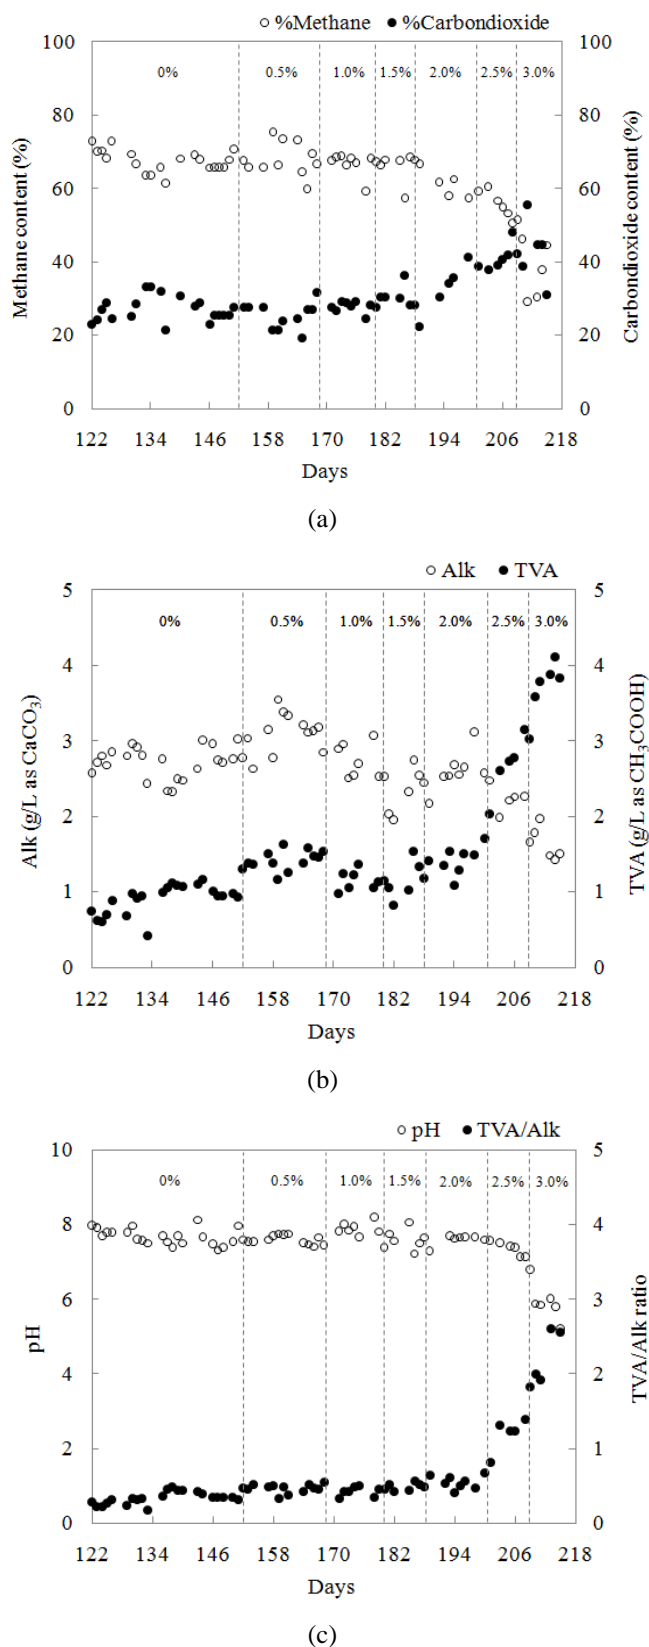 ○ %Methane ● %Carbondioxide
100 100
0% 0.5% 1.0% 1.5% 2.0% 2.5% 3.0%
80 80
60 60
40 40
20 20
0 0
Methane content (%)
Carbondioxide content (%)
122 134 146 158 170 182 194 206 218
Days
(a)
○ Alk ● TVA
5 5
0% 0.5% 1.0% 1.5% 2.0% 2.5% 3.0%
4 4
3 3
2 2
1 1
0 0
Alk (g/L as CaCO₃)
TVA (g/L as CH₃COOH)
122 134 146 158 170 182 194 206 218
Days
(b)
○ pH ● TVA/Alk
10 5
0% 0.5% 1.0% 1.5% 2.0% 2.5% 3.0%
8 4
6 3
4 2
2 1
0 0
pH
TVA/Alk ratio
122 134 146 158 170 182 194 206 218
Days
(c)